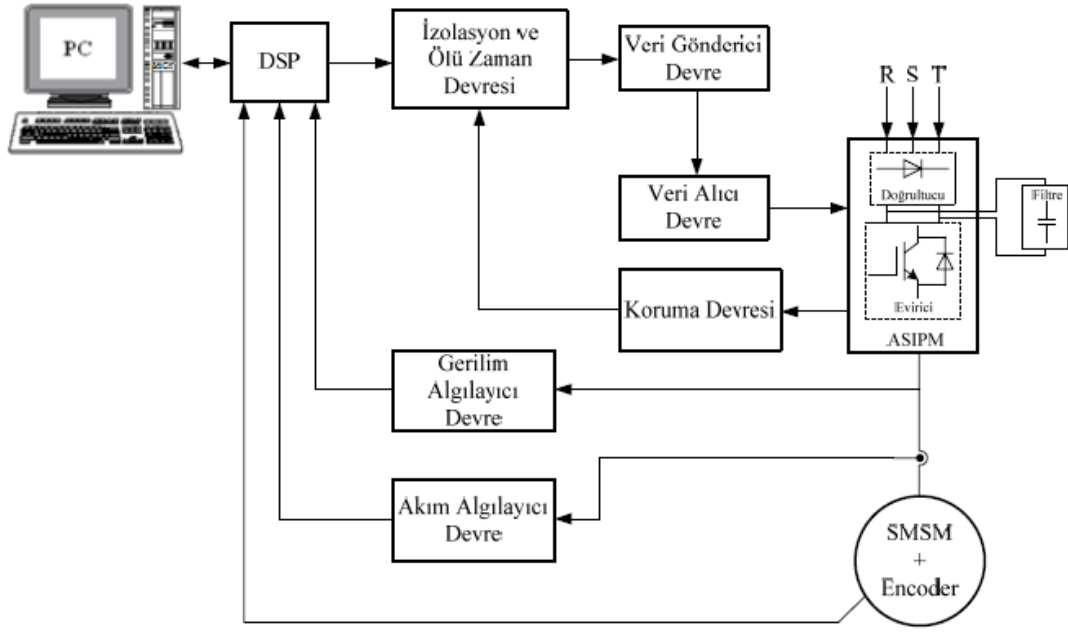 PC
DSP
İzolasyon ve
Ölü Zaman
Devresi
Veri Gönderici
Devre
R S T
Veri Alıcı
Devre
Doğrultucu
Filtre
Evirici
ASIPM
Koruma Devresi
Gerilim
Algılayıcı
Devre
Akım Algılayıcı
Devre
SMSM
+
Encoder